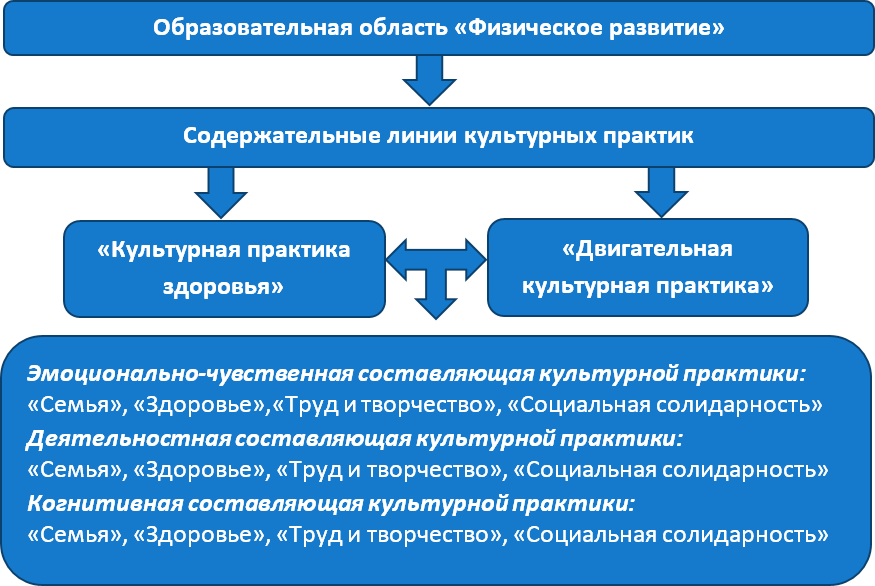 Образовательная область «Физическое развитие»
Содержательные линии культурных практик
«Культурная практика
здоровья»
«Двигательная
культурная практика»
Эмоционально-чувственная составляющая культурной практики:
«Семья», «Здоровье»,«Труд и творчество», «Социальная солидарность»
Деятельностная составляющая культурной практики:
«Семья», «Здоровье», «Труд и творчество», «Социальная солидарность»
Когнитивная составляющая культурной практики:
«Семья», «Здоровье», «Труд и творчество», «Социальная солидарность»